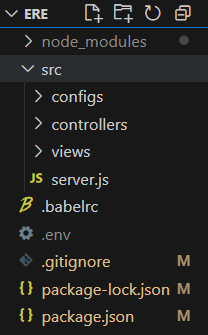 ERE
node_modules
src
configs
controllers
views
JS server.js
.babelrc
.env
.gitignore M
{} package-lock.json M
{} package.json M